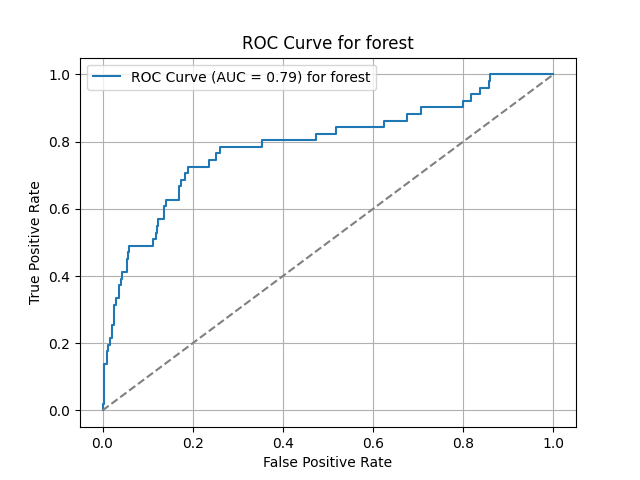 ROC Curve for forest
ROC Curve (AUC = 0.79) for forest
True Positive Rate
1.0
0.8
0.6
0.4
0.2
0.0
0.0 0.2 0.4 0.6 0.8 1.0
False Positive Rate